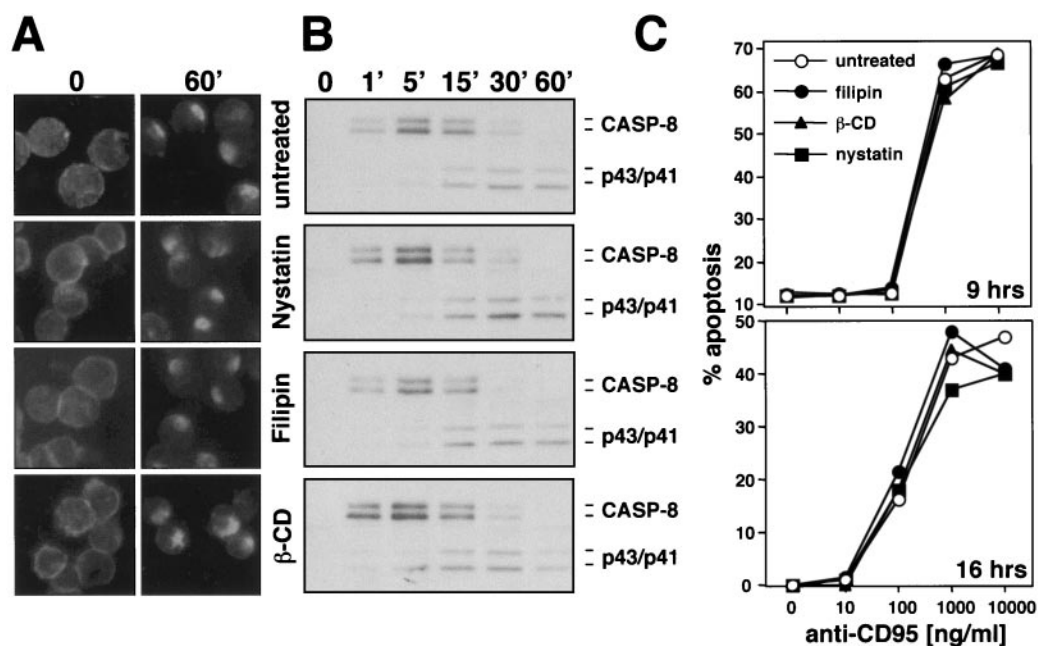 A
B
C
0 60'
0 1' 5' 15' 30' 60'
untreated
CASP-8
p43/p41
Nystatin
CASP-8
p43/p41
Filipin
CASP-8
p43/p41
β-CD
CASP-8
p43/p41
% apoptosis
70
60
50
40
30
20
10
untreated
filipin
β-CD
nystatin
9 hrs
50
40
30
20
10
0
16 hrs
0 10 100 1000 10000
anti-CD95 [ng/ml]